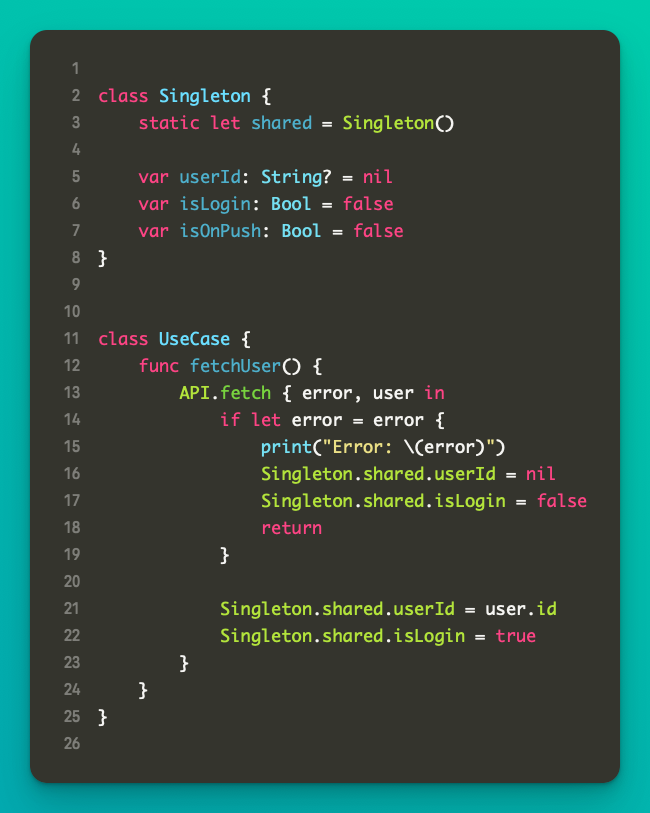 1
2 class Singleton {
3     static let shared = Singleton()
4
5     var userId: String? = nil
6     var isLogin: Bool = false
7     var isOnPush: Bool = false
8 }
9
10
11 class UseCase {
12     func fetchUser() {
13         API.fetch { error, user in
14             if let error = error {
15                 print("Error: \(error)")
16                 Singleton.shared.userId = nil
17                 Singleton.shared.isLogin = false
18                 return
19             }
20
21             Singleton.shared.userId = user.id
22             Singleton.shared.isLogin = true
23         }
24     }
25 }
26